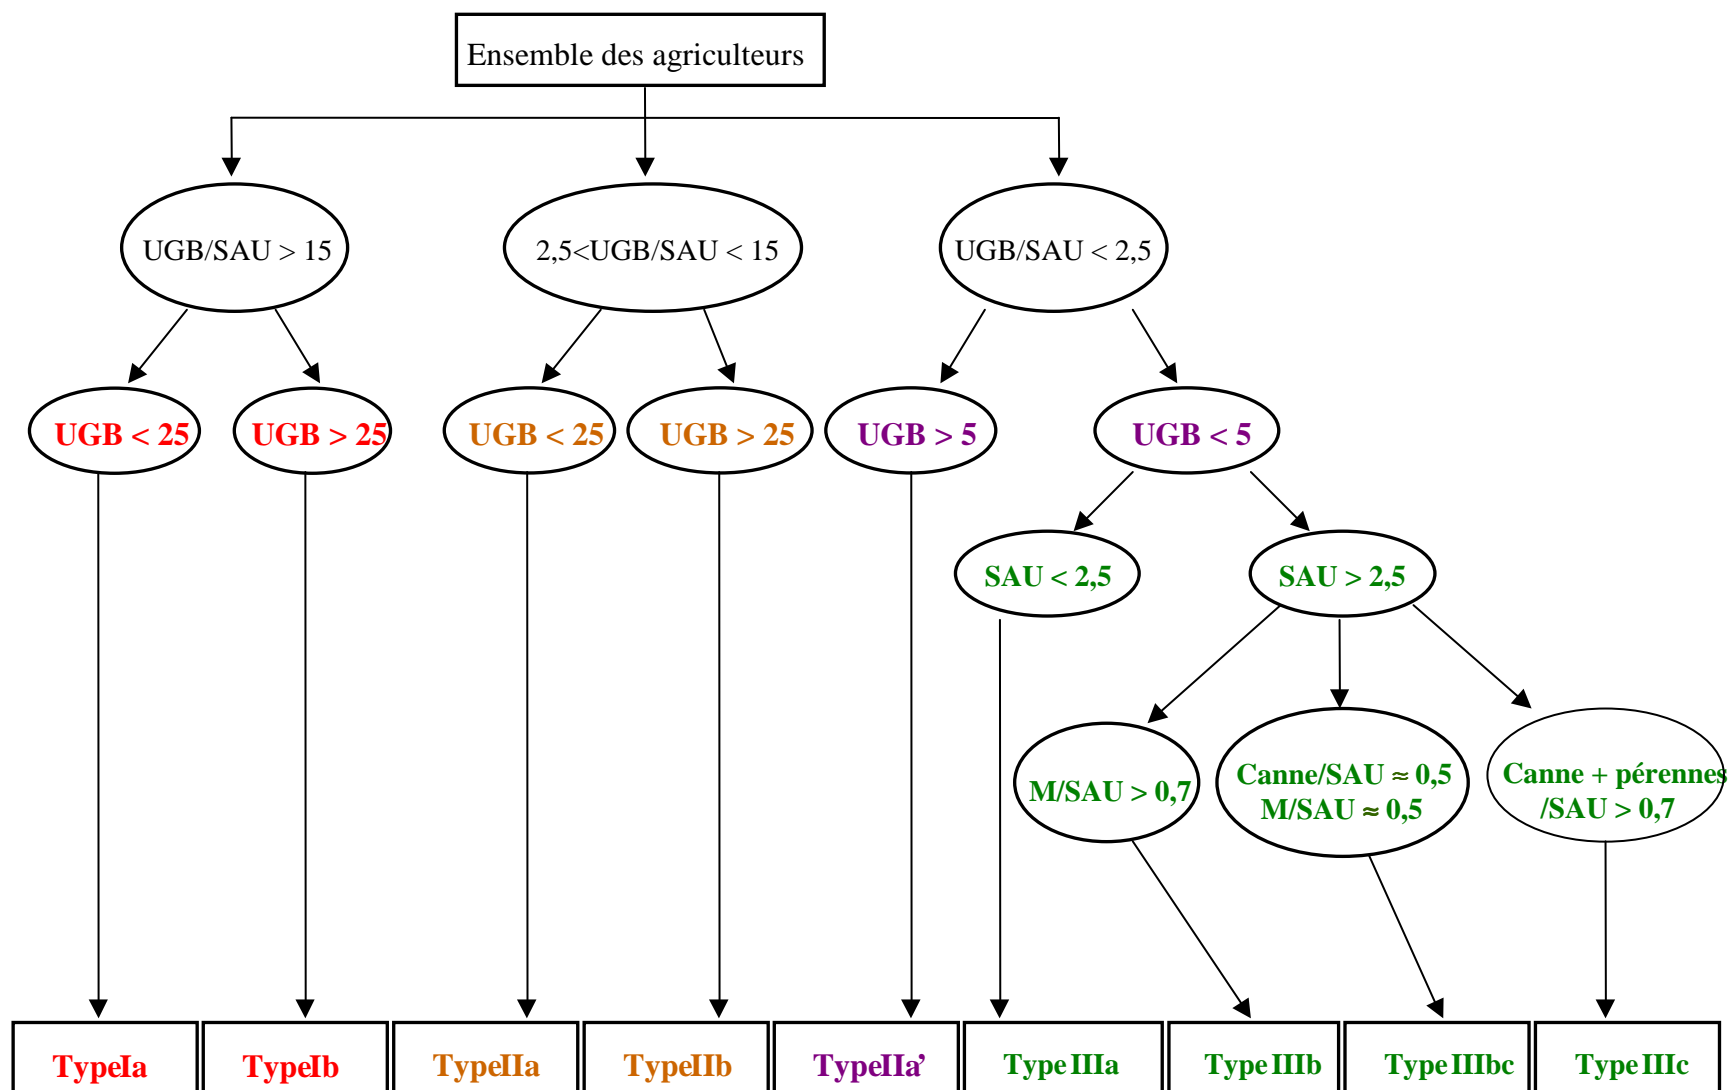 Ensemble des agriculteurs
UGB/SAU > 15
2,5<UGB/SAU < 15
UGB/SAU < 2,5
UGB < 25
UGB > 25
UGB < 25
UGB > 25
UGB > 5
UGB < 5
SAU < 2,5
SAU > 2,5
M/SAU > 0,7
Canne/SAU ≈ 0,5
M/SAU ≈ 0,5
Canne + pérennes
/SAU > 0,7
TypeIa
TypeIb
TypeIIa
TypeIIb
TypeIIa’
Type IIIa
Type IIIb
Type IIIbc
Type IIIc